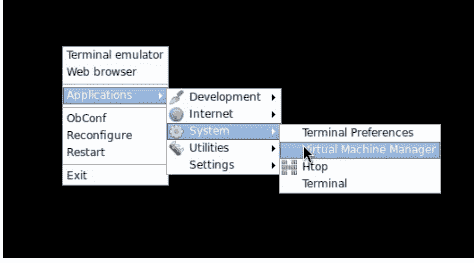 Terminal emulator
Web browser
Applications
ObConf
Reconfigure
Restart
Exit
Development
Internet
System
Utilities
Settings
Terminal Preferences
Virtual Machine Manager
Htop
Terminal